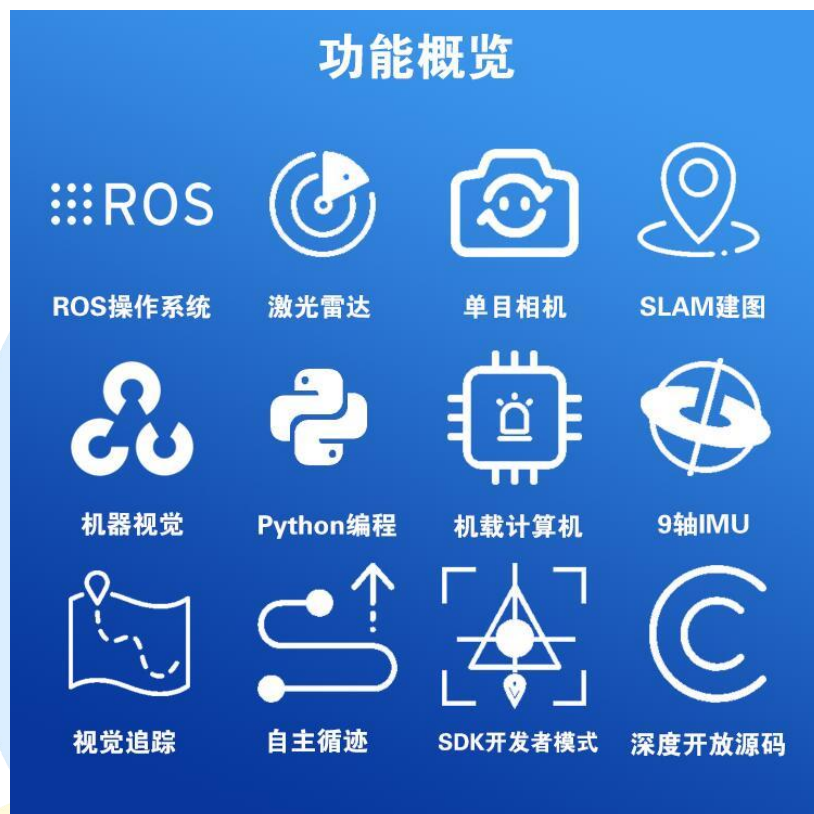 功能概览
ROS
ROS操作系统 激光雷达 单目相机 SLAM建图
机器视觉 Python编程 机载计算机 9轴IMU
视觉追踪 自主循迹 SDK开发者模式 深度开放源码